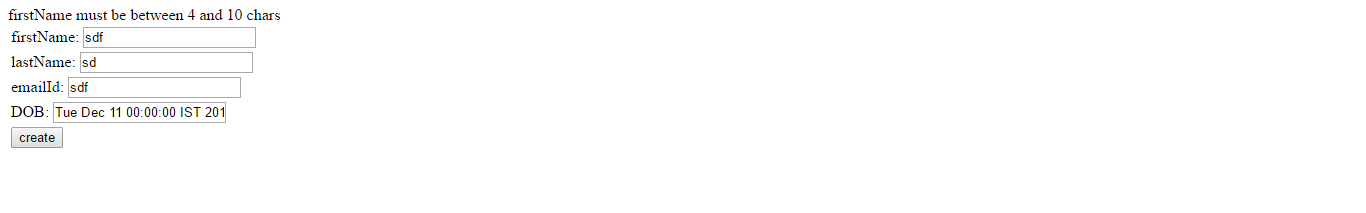 firstName must be between 4 and 10 chars
firstName: sdf
lastName: sd
emailId: sdf
DOB: Tue Dec 11 00:00:00 IST 201
create